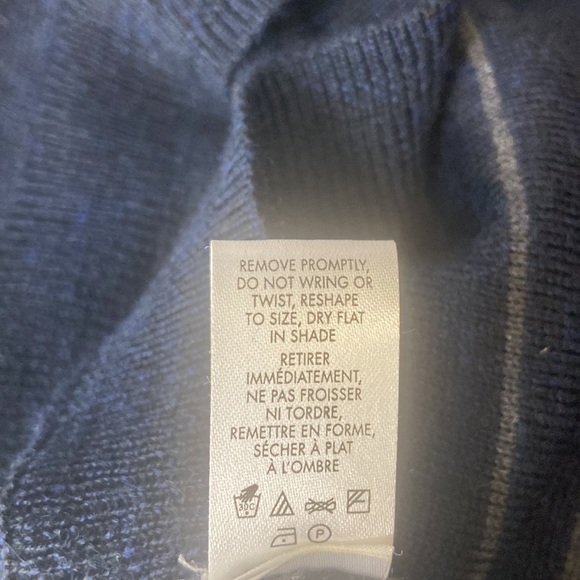 REMOVE PROMPTLY,
DO NOT WRING OR
TWIST, RESHAPE
TO SIZE, DRY FLAT
IN SHADE
RETIRER
IMMÉDIATEMENT,
NE PAS FROISSER
NI TORDRE,
REMETTRE EN FORME,
SÉCHER À PLAT
À L'OMBRE
30C
P